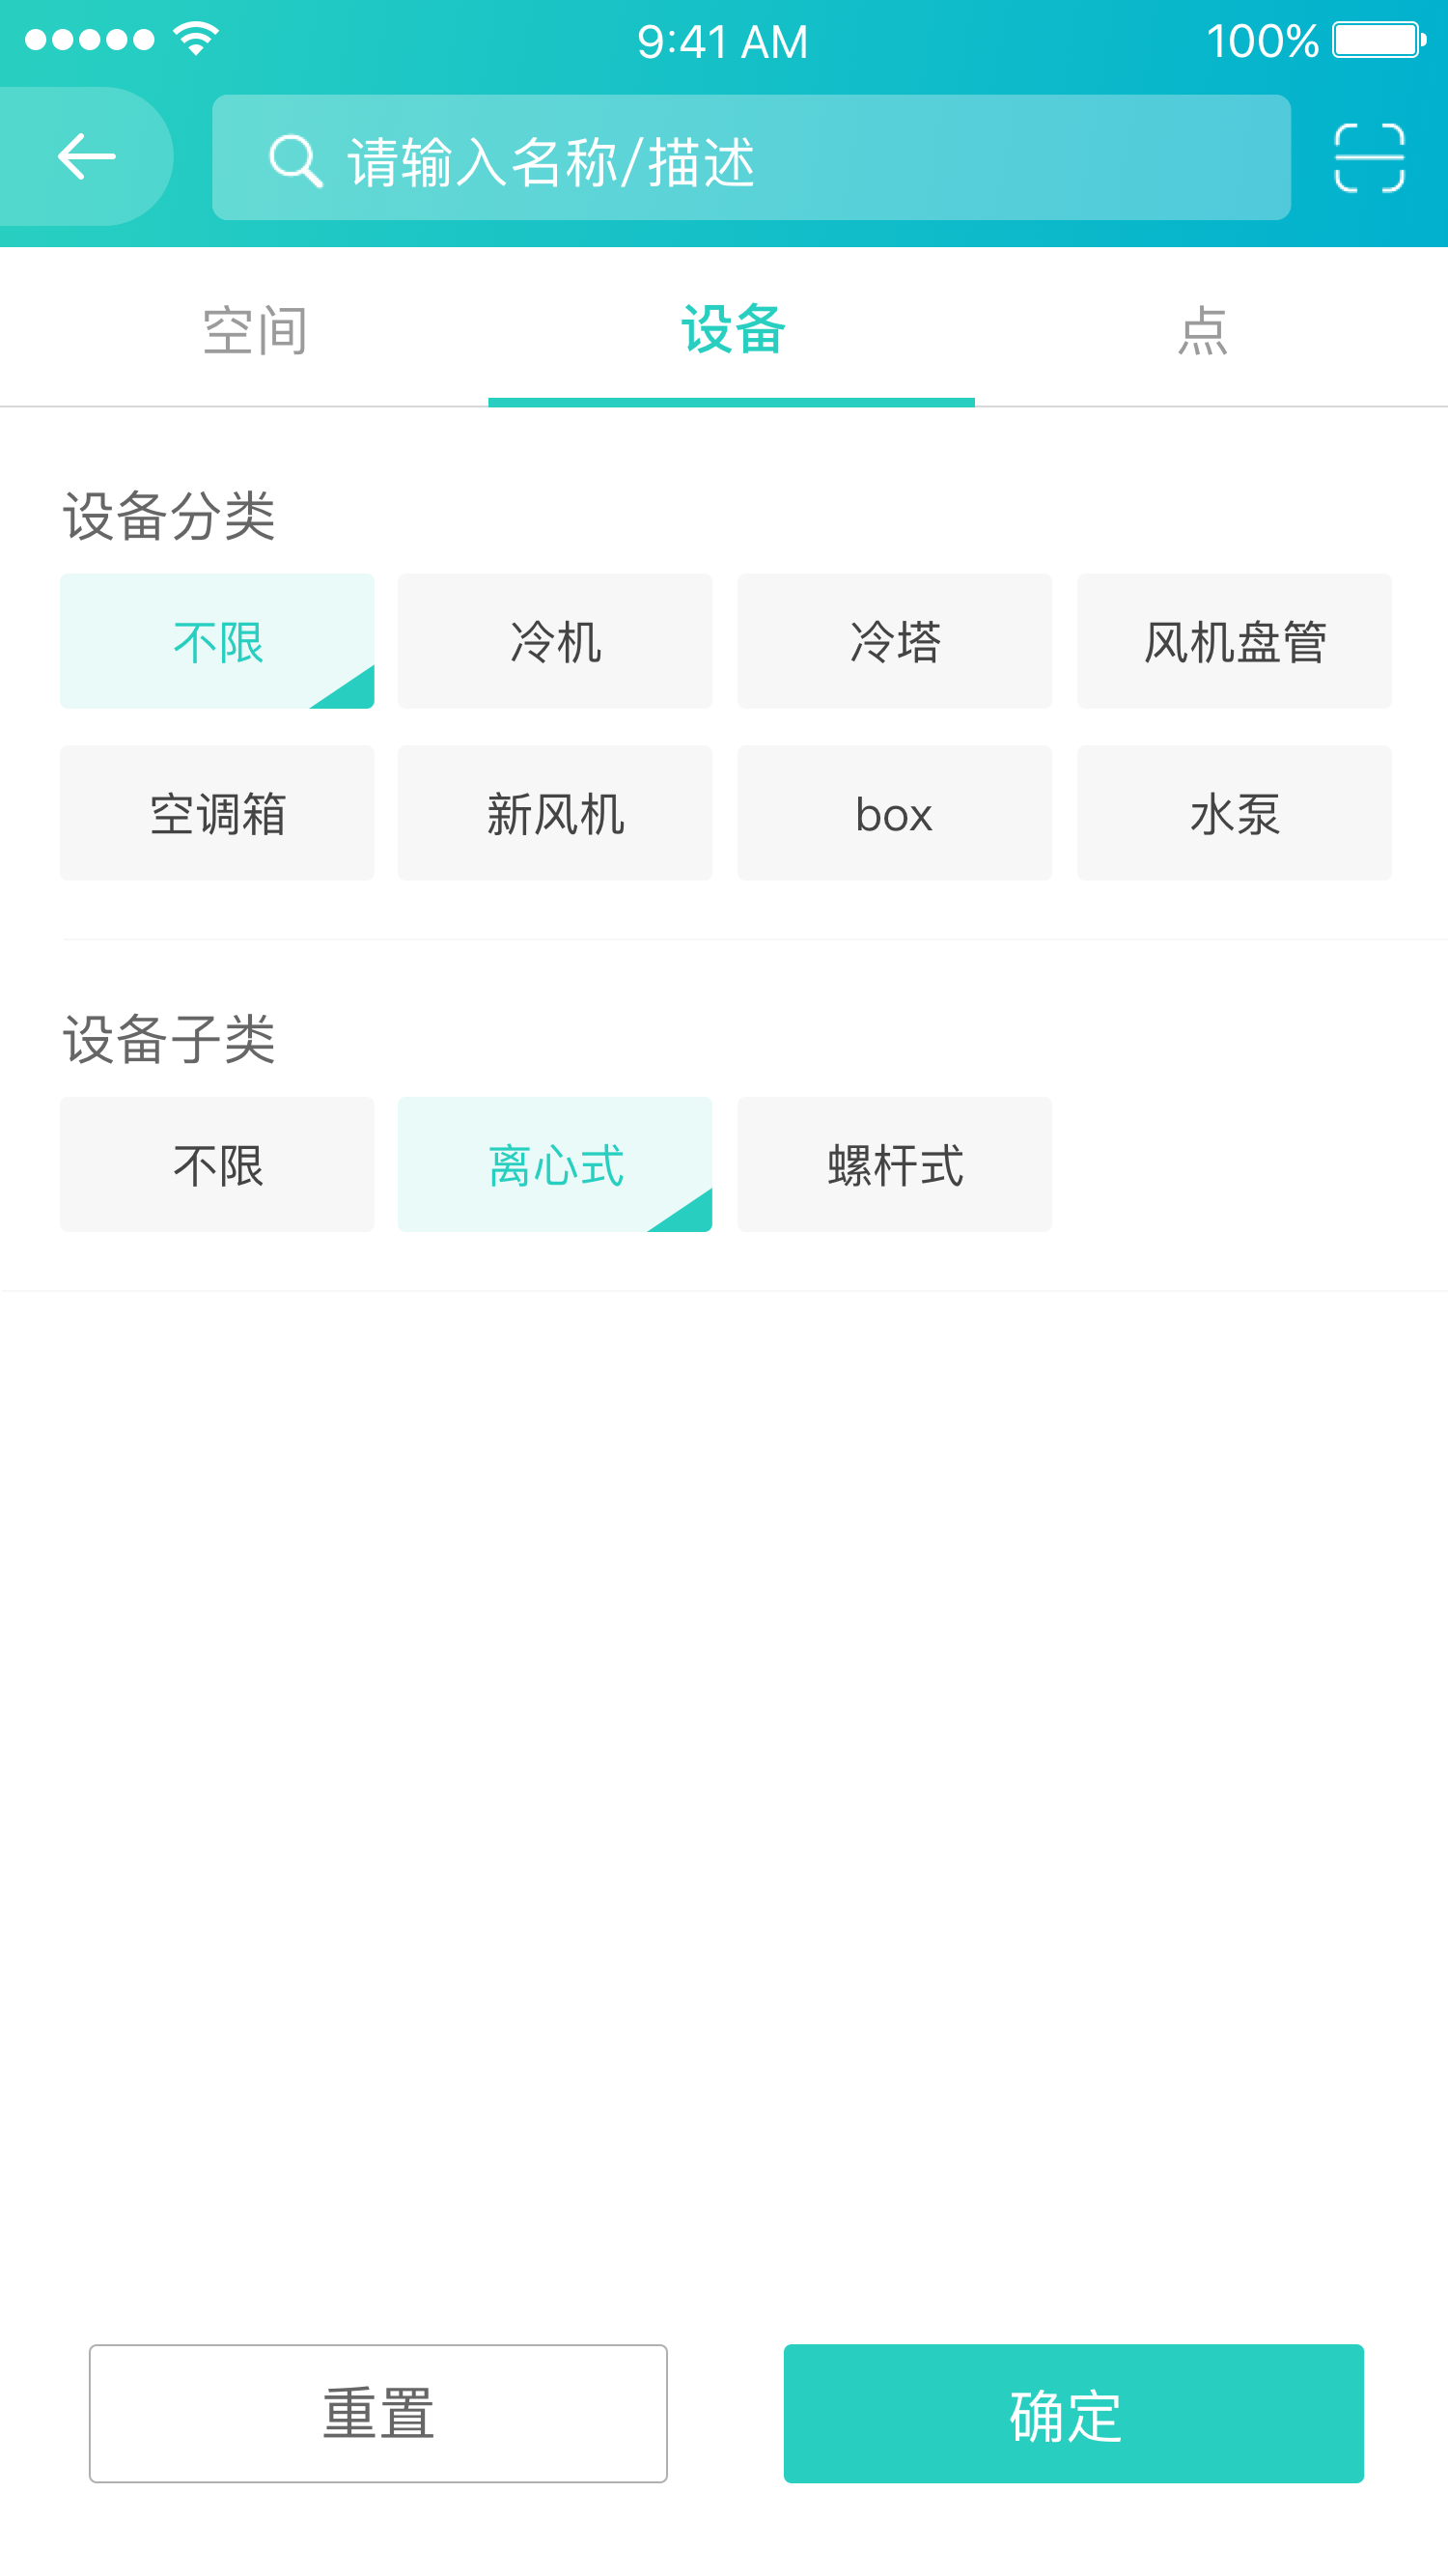 9:41 AM 100%
请输入名称/描述
空间 设备 点
设备分类
不限 冷机 冷塔 风机盘管
空调箱 新风机 box 水泵
设备子类
不限 离心式 螺杆式
重置 确定